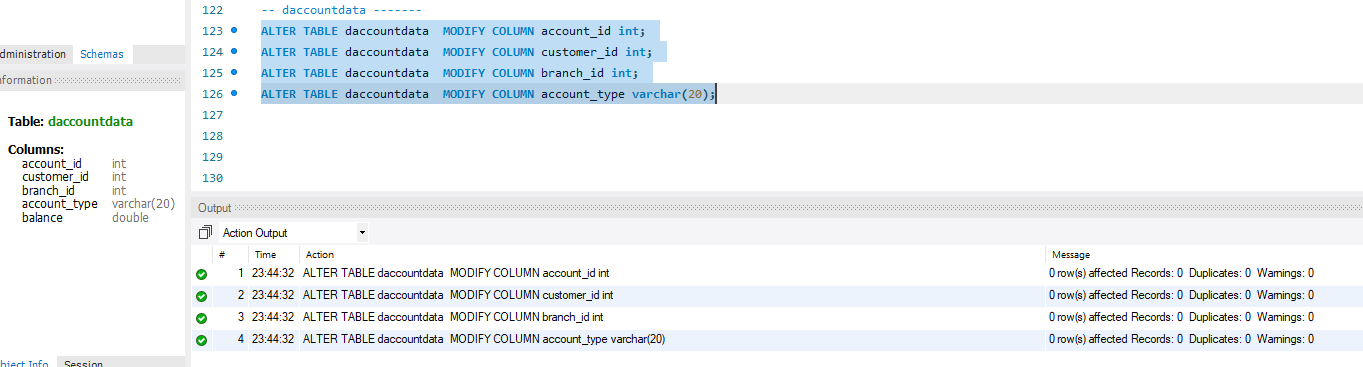 122 -- daccountdata -------
123 ALTER TABLE daccountdata  MODIFY COLUMN account_id int;
124 ALTER TABLE daccountdata  MODIFY COLUMN customer_id int;
125 ALTER TABLE daccountdata  MODIFY COLUMN branch_id int;
126 ALTER TABLE daccountdata  MODIFY COLUMN account_type varchar(20);
127
128
129
130
dministration Schemas
nformation
Table: daccountdata
Columns:
account_id int
customer_id int
branch_id int
account_type varchar(20)
balance double
bject Info Session
Output
Action Output
# Time Action Message
1 23:44:32 ALTER TABLE daccountdata  MODIFY COLUMN account_id int 0 row(s) affected Records: 0  Duplicates: 0  Warnings: 0
2 23:44:32 ALTER TABLE daccountdata  MODIFY COLUMN customer_id int 0 row(s) affected Records: 0  Duplicates: 0  Warnings: 0
3 23:44:32 ALTER TABLE daccountdata  MODIFY COLUMN branch_id int 0 row(s) affected Records: 0  Duplicates: 0  Warnings: 0
4 23:44:32 ALTER TABLE daccountdata  MODIFY COLUMN account_type varchar(20) 0 row(s) affected Records: 0  Duplicates: 0  Warnings: 0